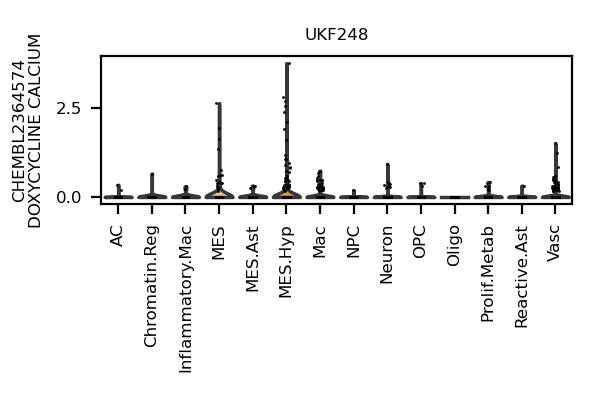 UKF248
CHEMBL2364574
DOXYCYCLINE CALCIUM
2.5
0.0
AC
Chromatin.Reg
Inflammatory.Mac
MES
MES.Ast
MES.Hyp
Mac
NPC
Neuron
OPC
Oligo
Prolif.Metab
Reactive.Ast
Vasc